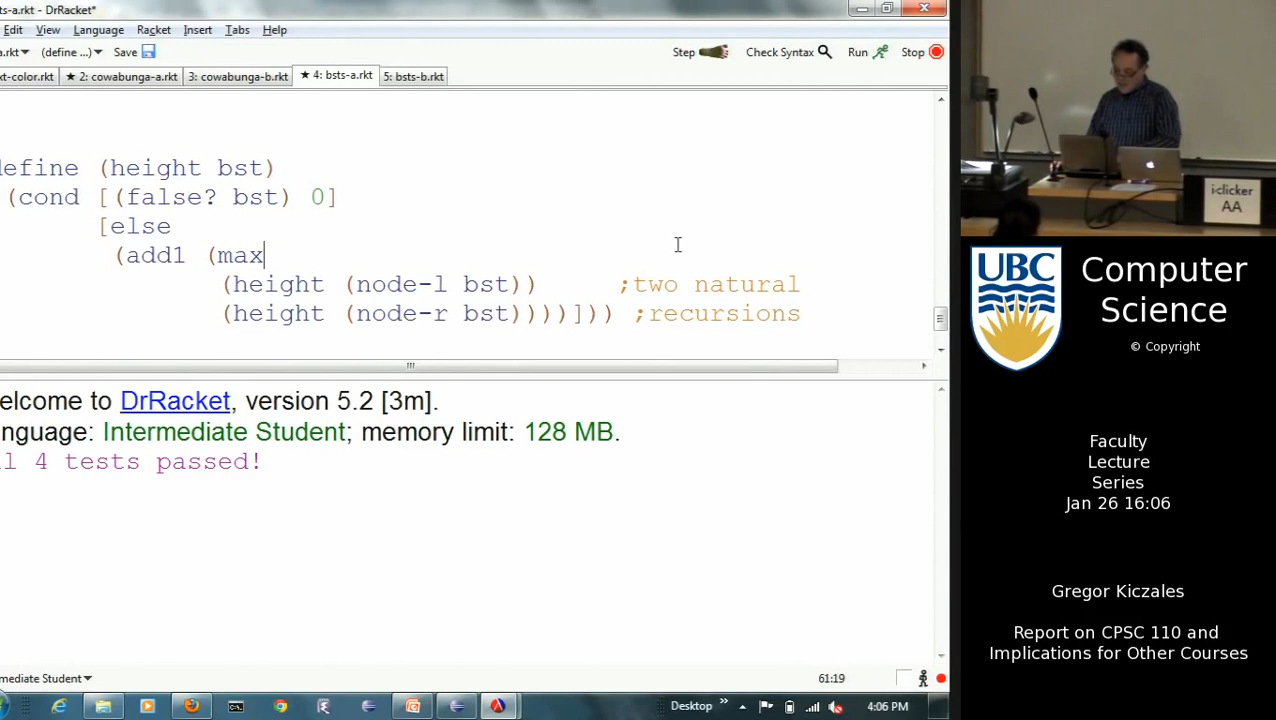 a.rkt - DrRacket*
Edit View Language Racket Insert Tabs Help
a.rkt (define ...) Save Step Check Syntax Run Stop
xt-color.rkt ★ 2: cowabunga-a.rkt 3: cowabunga-b.rkt ★ 4: bsts-a.rkt 5: bsts-b.rkt
define (height bst)
(cond [(false? bst) 0]
[else
(add1 (max
(height (node-l bst)) ;two natural
(height (node-r bst))))])) ;recursions
elcome to DrRacket, version 5.2 [3m].
nguage: Intermediate Student; memory limit: 128 MB.
ll 4 tests passed!
mediate Student 61:19
Desktop » 4:06 PM
i-clicker
AA
UBC
Computer
Science
© Copyright
Faculty
Lecture
Series
Jan 26 16:06
Gregor Kiczales
Report on CPSC 110 and
Implications for Other Courses